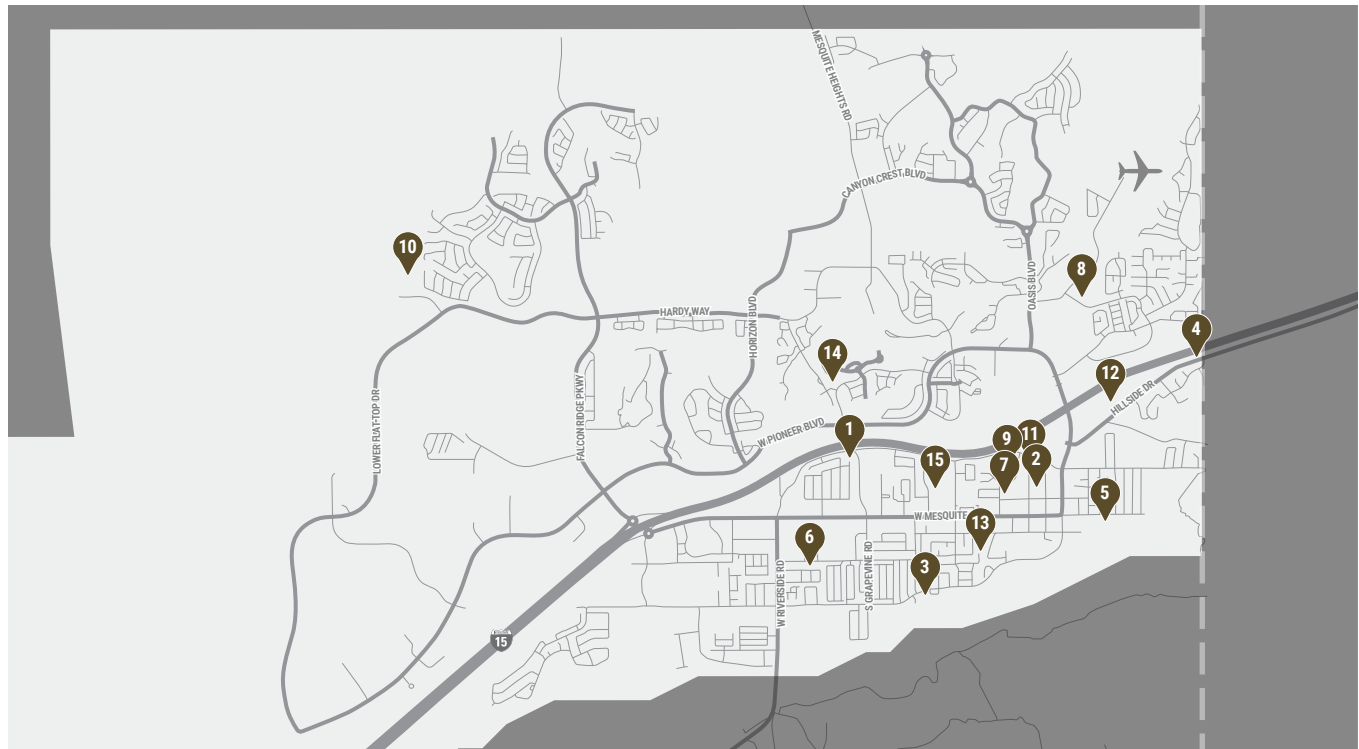 MESQUITE HEIGHTS RD
CANYON CREST BLVD
10
8
OASIS BLVD
HARDY WAY
HORIZON BLVD
4
14
12
HILLSIDE DR
LOWER FLAT-TOP DR
FALCON RIDGE PKWY
W PIONEER BLVD
1
9
11
15
7
2
5
W MESQUITE
13
6
3
W RIVERSIDE RD
S GRAPEVINE RD
15